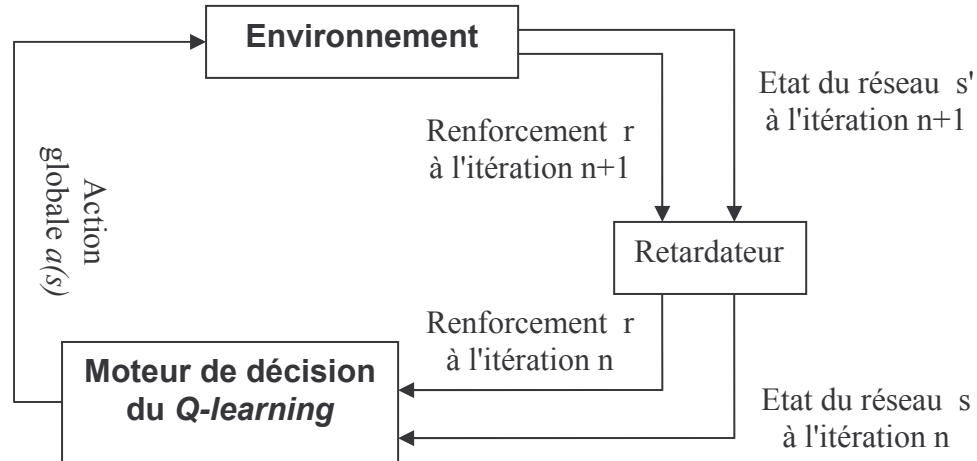 Environnement
Etat du réseau s'
à l'itération n+1
Renforcement r
à l'itération n+1
Action
globale a(s)
Retardateur
Renforcement r
à l'itération n
Moteur de décision
du Q-learning
Etat du réseau s
à l'itération n